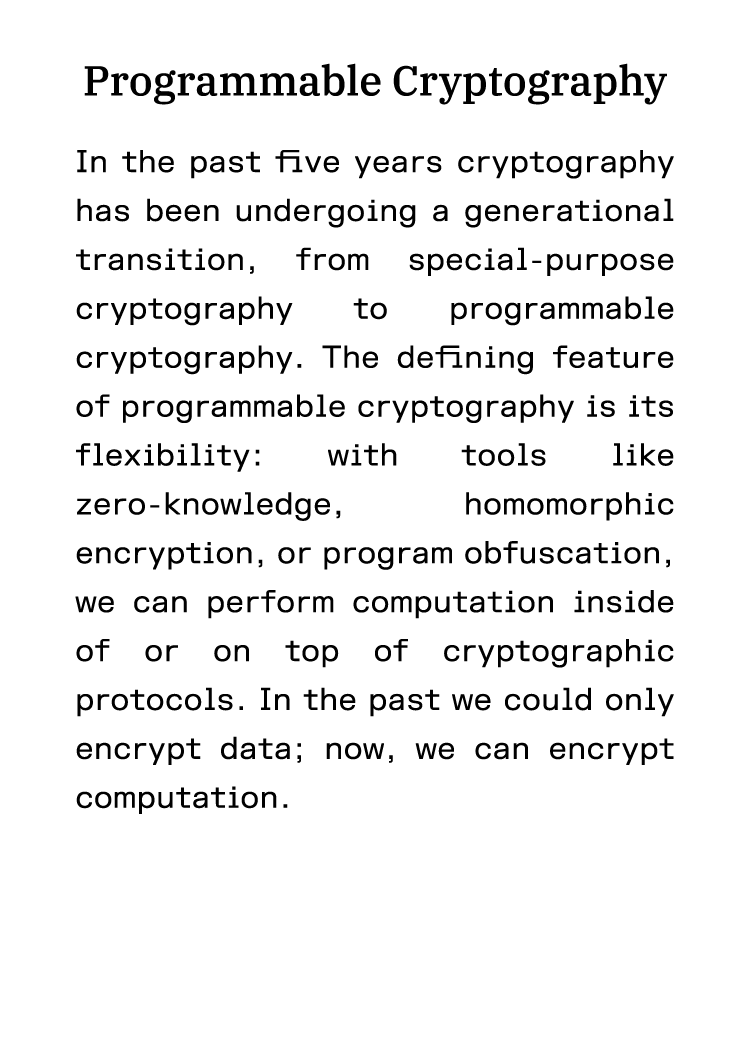 Programmable Cryptography
In the past five years cryptography
has been undergoing a generational
transition, from special-purpose
cryptography to programmable
cryptography. The defining feature
of programmable cryptography is its
flexibility: with tools like
zero-knowledge, homomorphic
encryption, or program obfuscation,
we can perform computation inside
of or on top of cryptographic
protocols. In the past we could only
encrypt data; now, we can encrypt
computation.